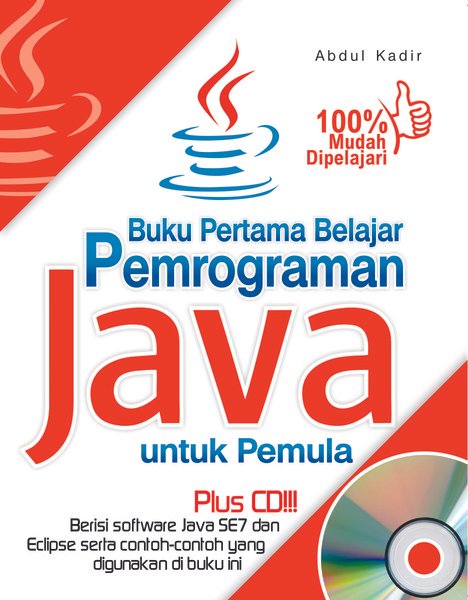 Abdul Kadir
100%
Mudah
Dipelajari
Buku Pertama Belajar
Pemrograman
Java
untuk Pemula
Plus CD!!!
Berisi software Java SE7 dan
Eclipse serta contoh-contoh yang
digunakan di buku ini